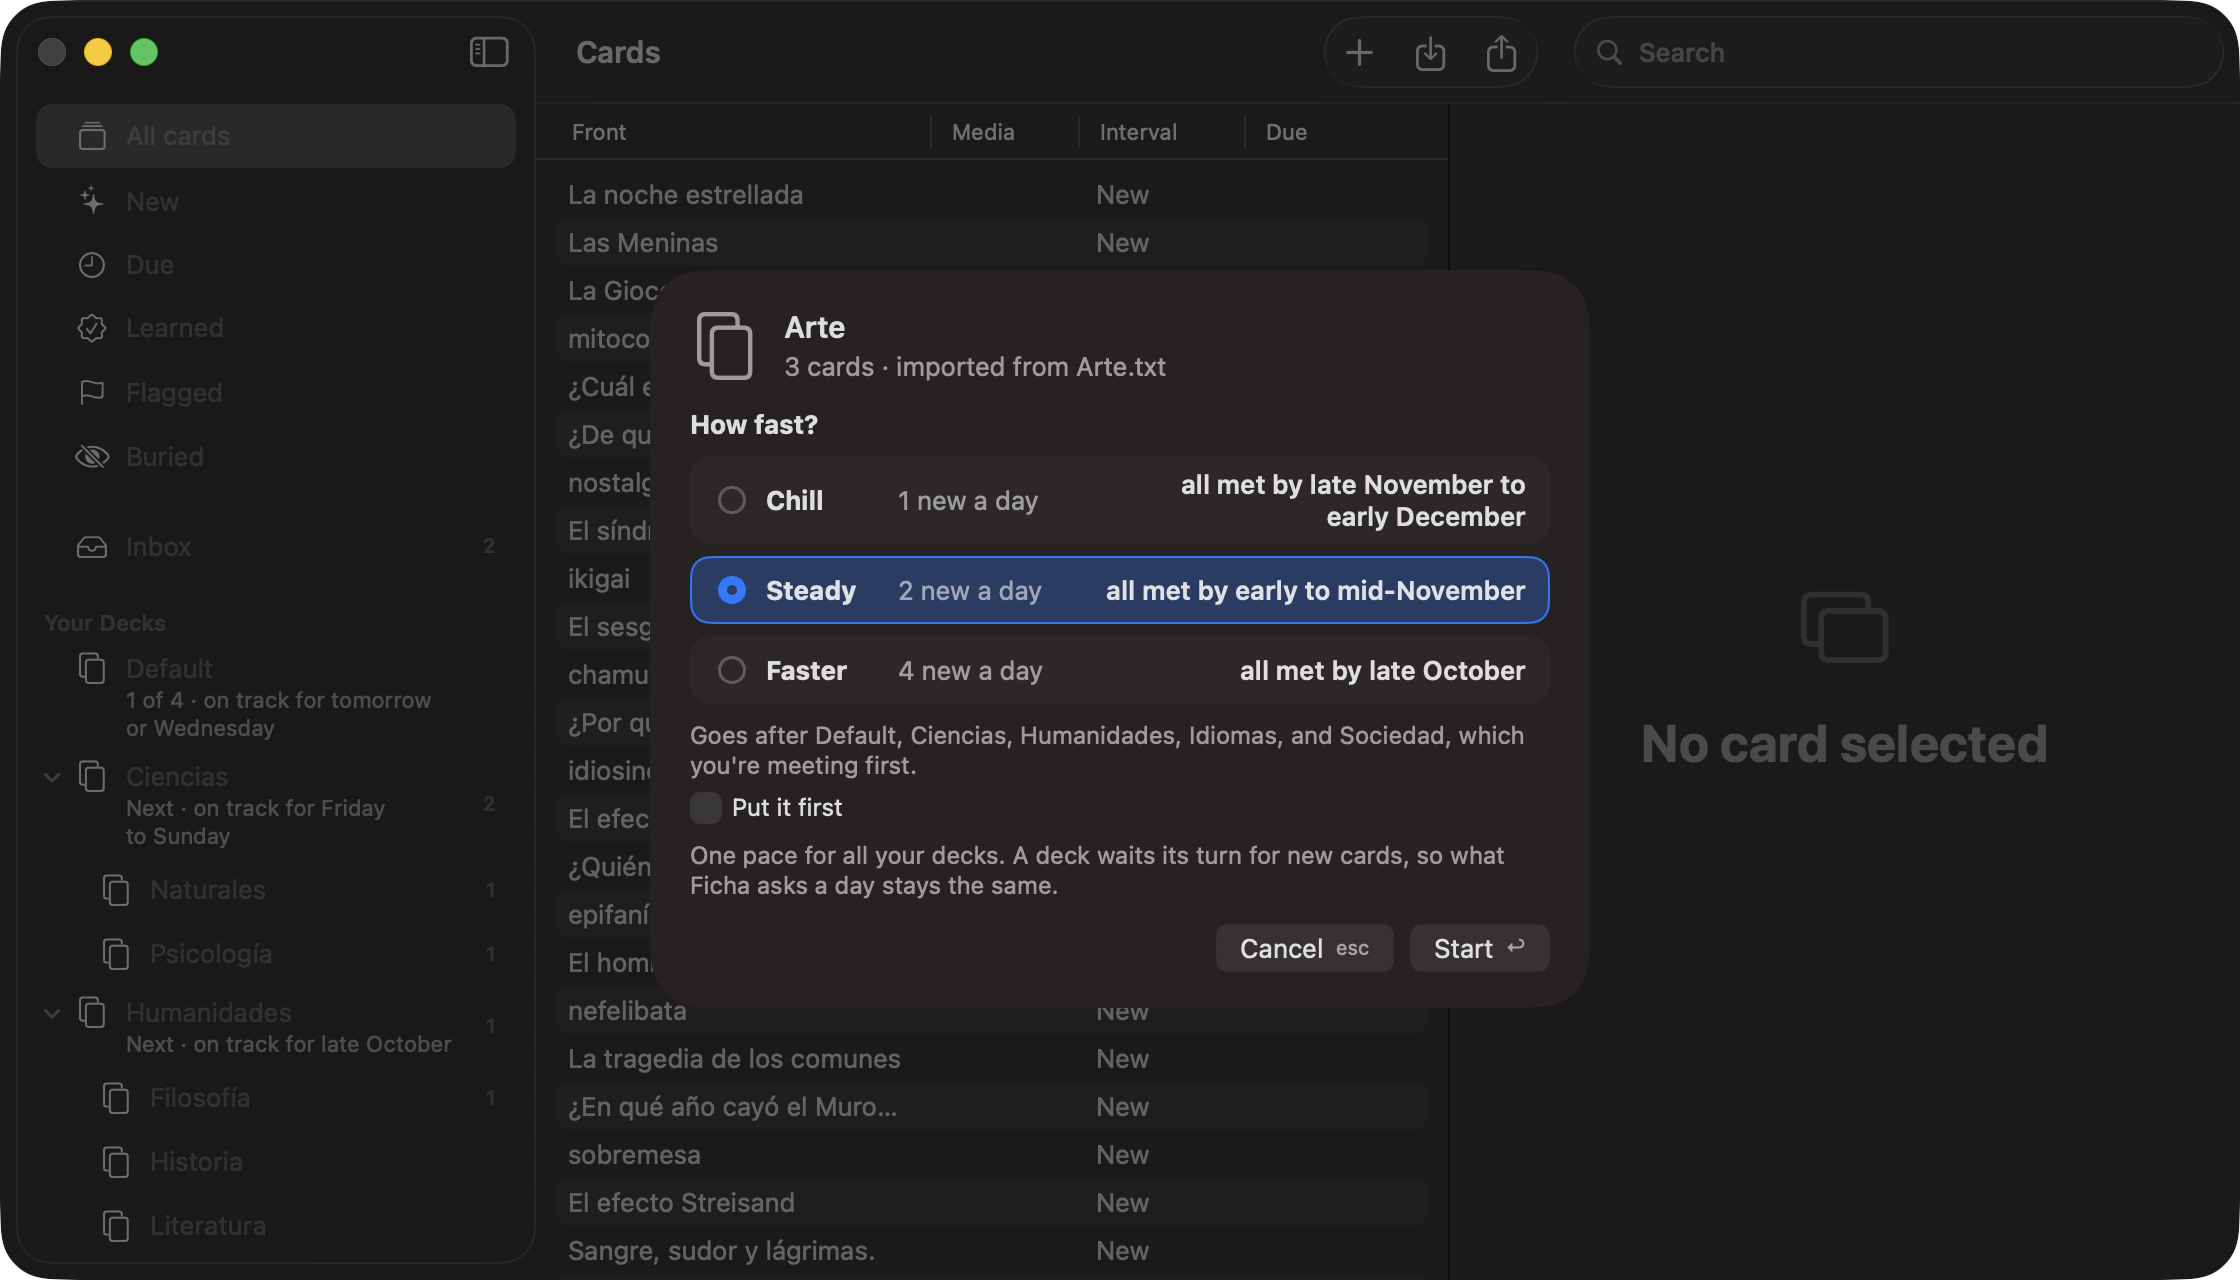 Cards
Search
All cards
New
Due
Learned
Flagged
Buried
Inbox 2
Your Decks
Default
1 of 4 · on track for tomorrow
or Wednesday
Ciencias
Next · on track for Friday
to Sunday
2
Naturales 1
Psicología 1
Humanidades
Next · on track for late October
1
Filosofía 1
Historia
Literatura
Front Media Interval Due
La noche estrellada New
Las Meninas New
La Gioc
mitoco
¿Cuál e
¿De qu
nostalg
El sínd
ikigai
El sesg
chamu
¿Por qu
idiosin
El efec
¿Quién
epifaní
El hom
nefelibata New
La tragedia de los comunes New
¿En qué año cayó el Muro... New
sobremesa New
El efecto Streisand New
Sangre, sudor y lágrimas. New
Arte
3 cards · imported from Arte.txt
How fast?
Chill 1 new a day all met by late November to
early December
Steady 2 new a day all met by early to mid-November
Faster 4 new a day all met by late October
Goes after Default, Ciencias, Humanidades, Idiomas, and Sociedad, which
you're meeting first.
Put it first
One pace for all your decks. A deck waits its turn for new cards, so what
Ficha asks a day stays the same.
Cancel esc
Start
No card selected